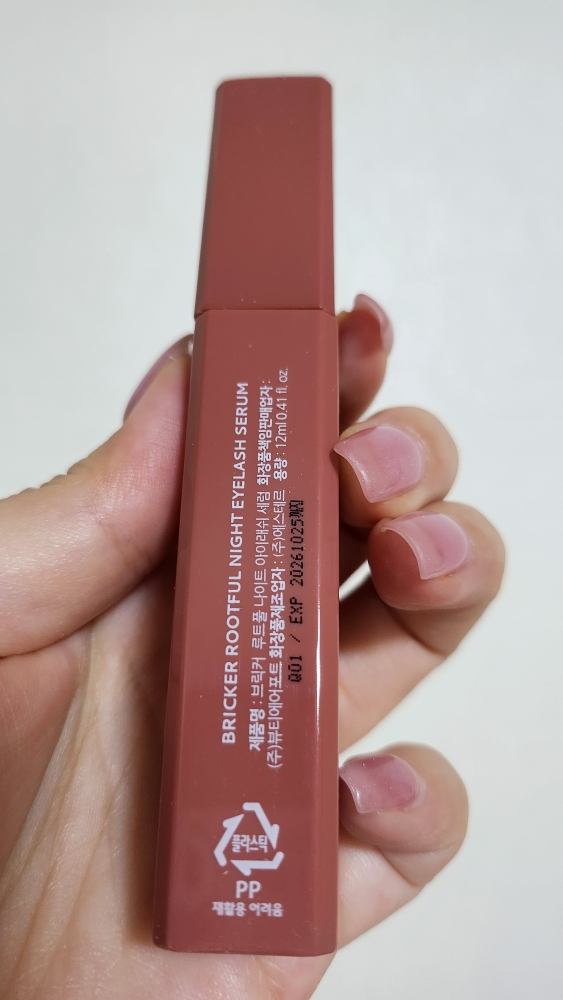 BRICKER ROOTFUL NIGHT EYELASH SERUM
제품명 : 브릭커 루트풀 나이트 아이래쉬 세럼 화장품책임판매업자 :
(주)뷰티에어포트 화장품제조업자 : (주)에스테르 용량 : 12ml 0.41 fl. oz.
Q01 / EXP 20261025까지
플라스틱
PP
재활용 어려움